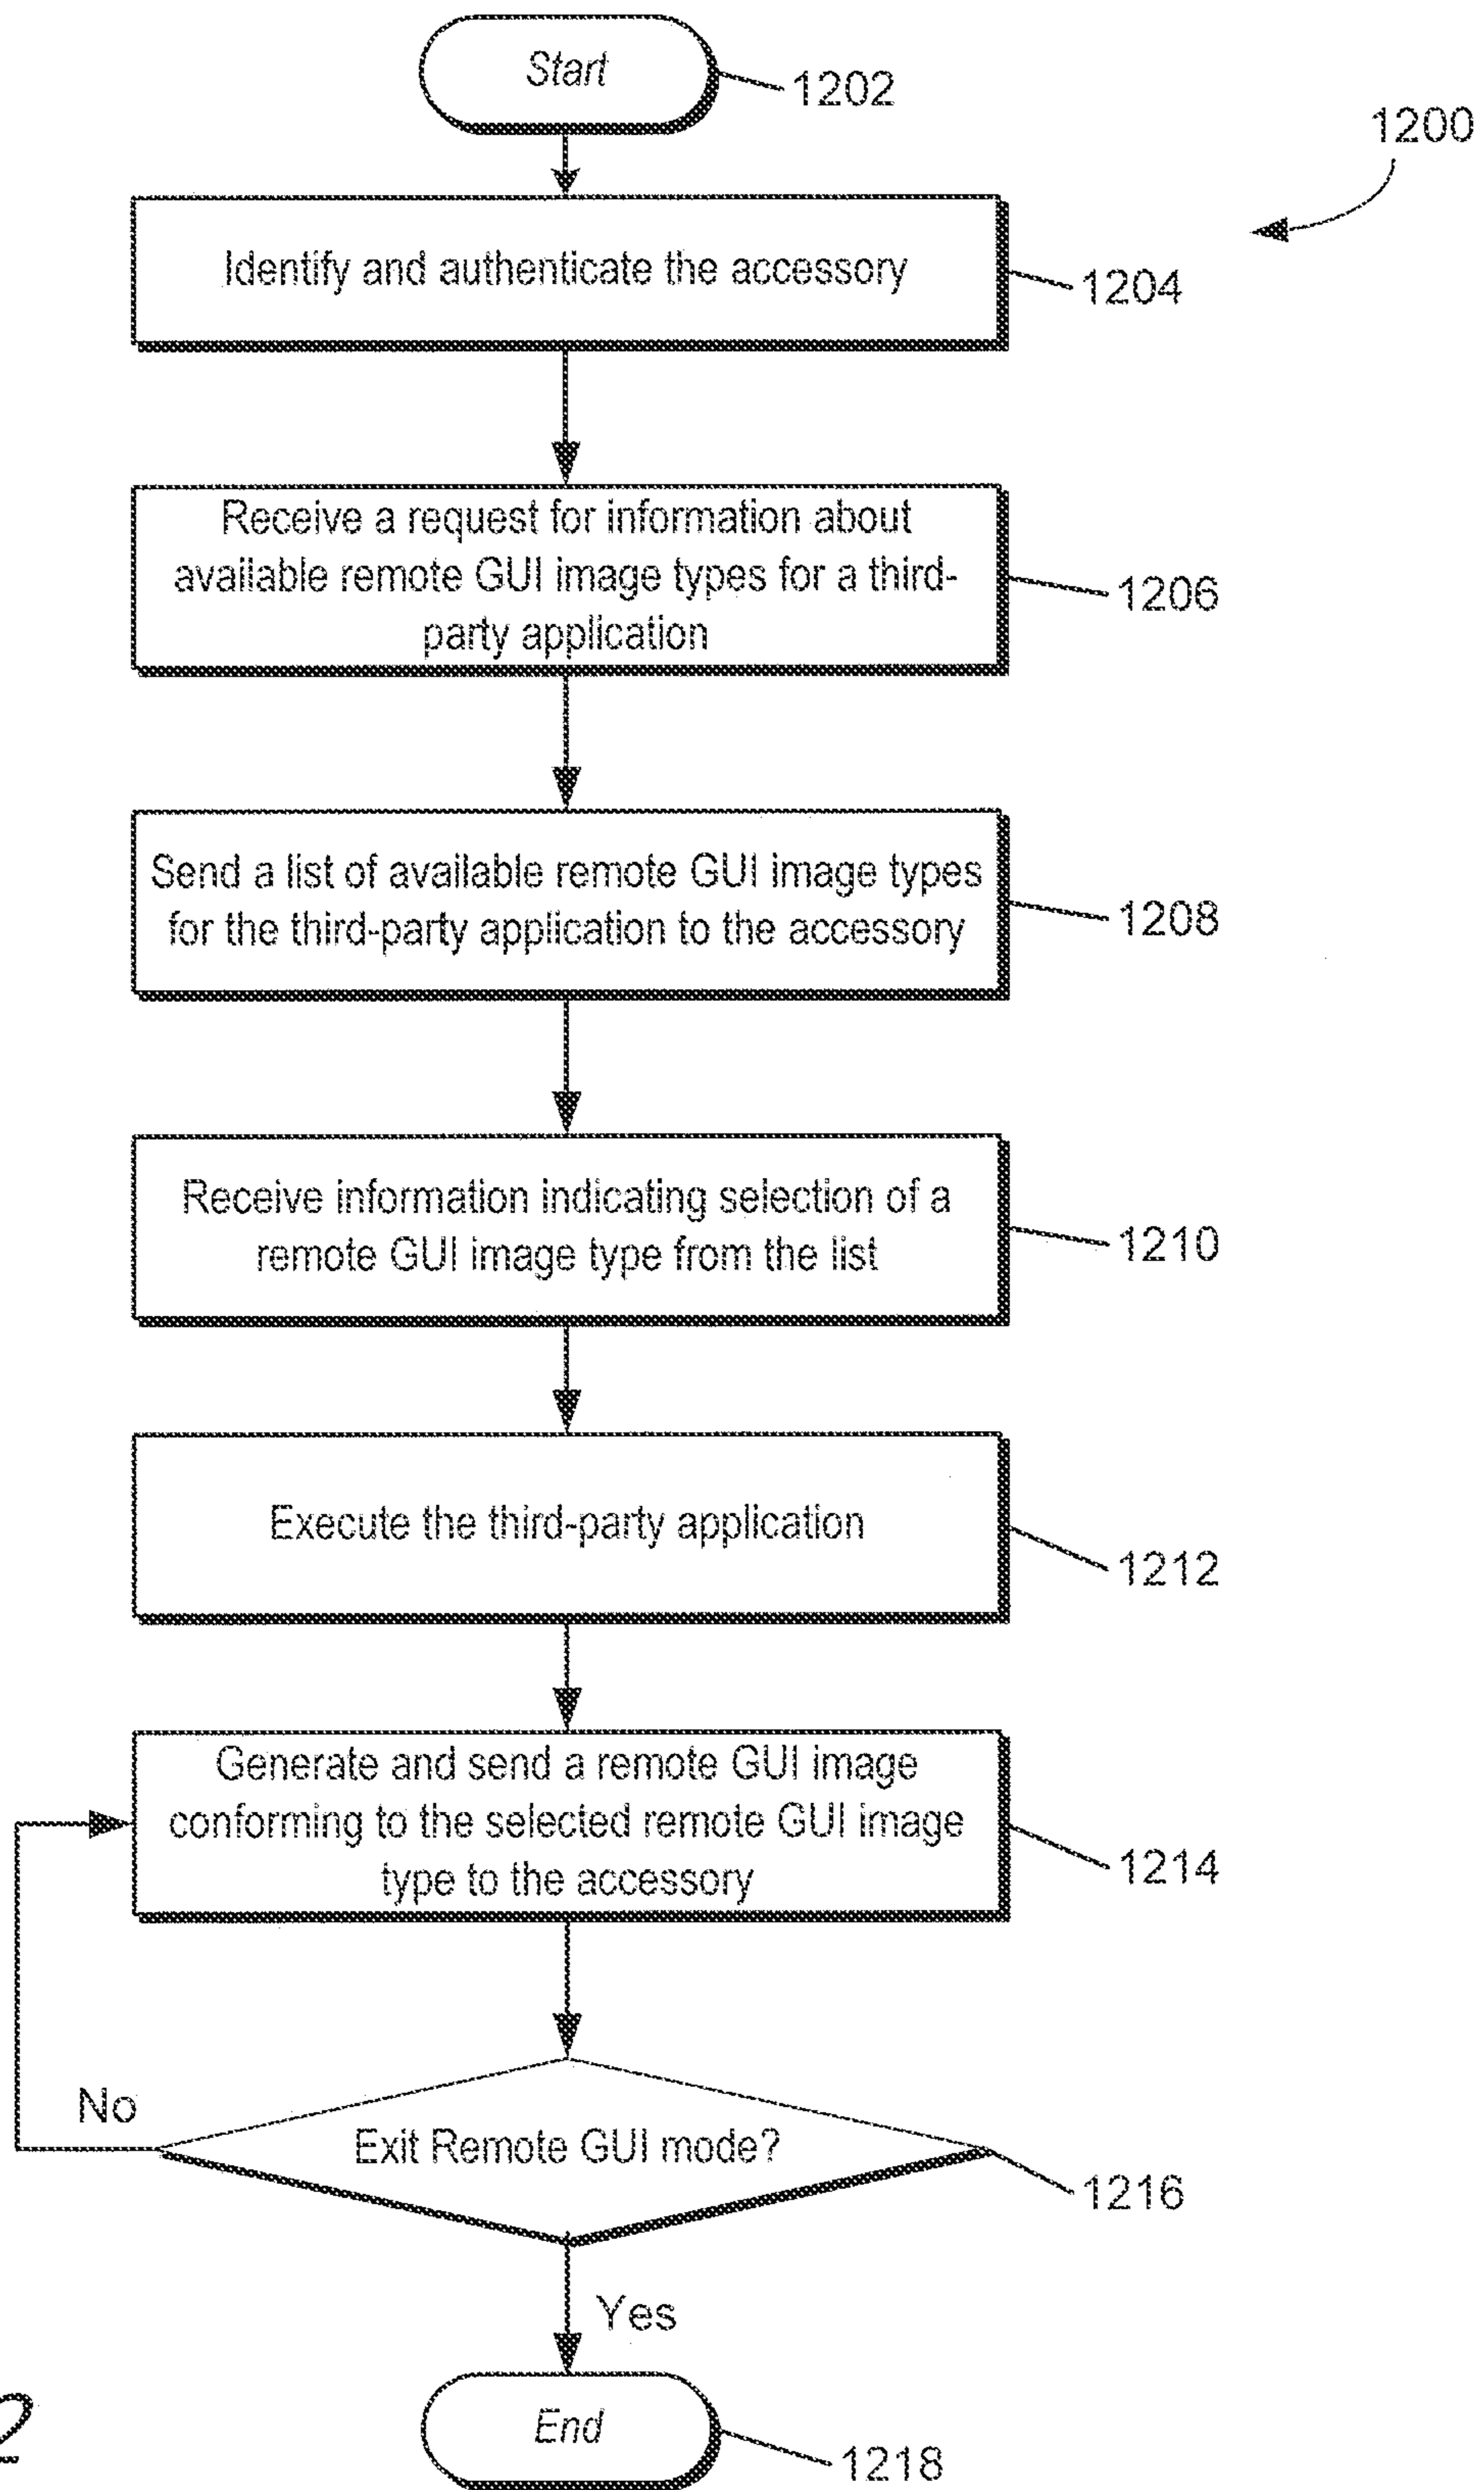 Start
1202
1200
Identify and authenticate the accessory
1204
Receive a request for information about
available remote GUI image types for a third-
party application
1206
Send a list of available remote GUI image types
for the third-party application to the accessory
1208
Receive information indicating selection of a
remote GUI image type from the list
1210
Execute the third-party application
1212
Generate and send a remote GUI image
conforming to the selected remote GUI image
type to the accessory
1214
No
Exit Remote GUI mode?
1216
Yes
2
End
1218